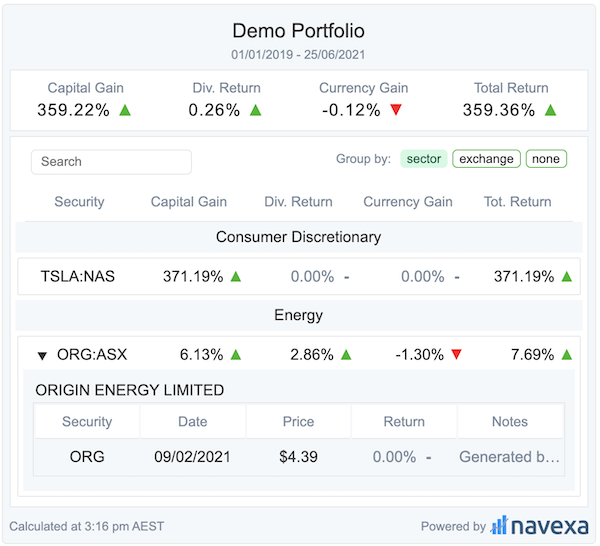 Demo Portfolio
01/01/2019 - 25/06/2021
Capital Gain Div. Return Currency Gain Total Return
359.22% 0.26% -0.12% 359.36%
Search Group by: sector exchange none
Security Capital Gain Div. Return Currency Gain Tot. Return
Consumer Discretionary
TSLA:NAS 371.19% 0.00% - 0.00% - 371.19%
Energy
ORG:ASX 6.13% 2.86% -1.30% 7.69%
ORIGIN ENERGY LIMITED
Security Date Price Return Notes
ORG 09/02/2021 $4.39 0.00% - Generated b...
Calculated at 3:16 pm AEST Powered by navexa